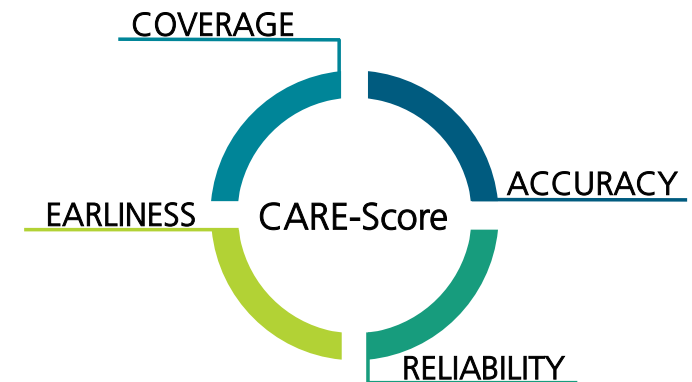 COVERAGE
ACCURACY
EARLINESS
CARE-Score
RELIABILITY